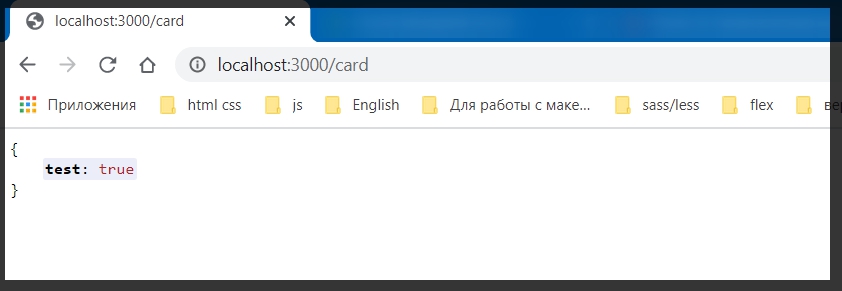 localhost:3000/card
localhost:3000/card
Приложения html css js English Для работы с маке... sass/less flex
{
test: true
}